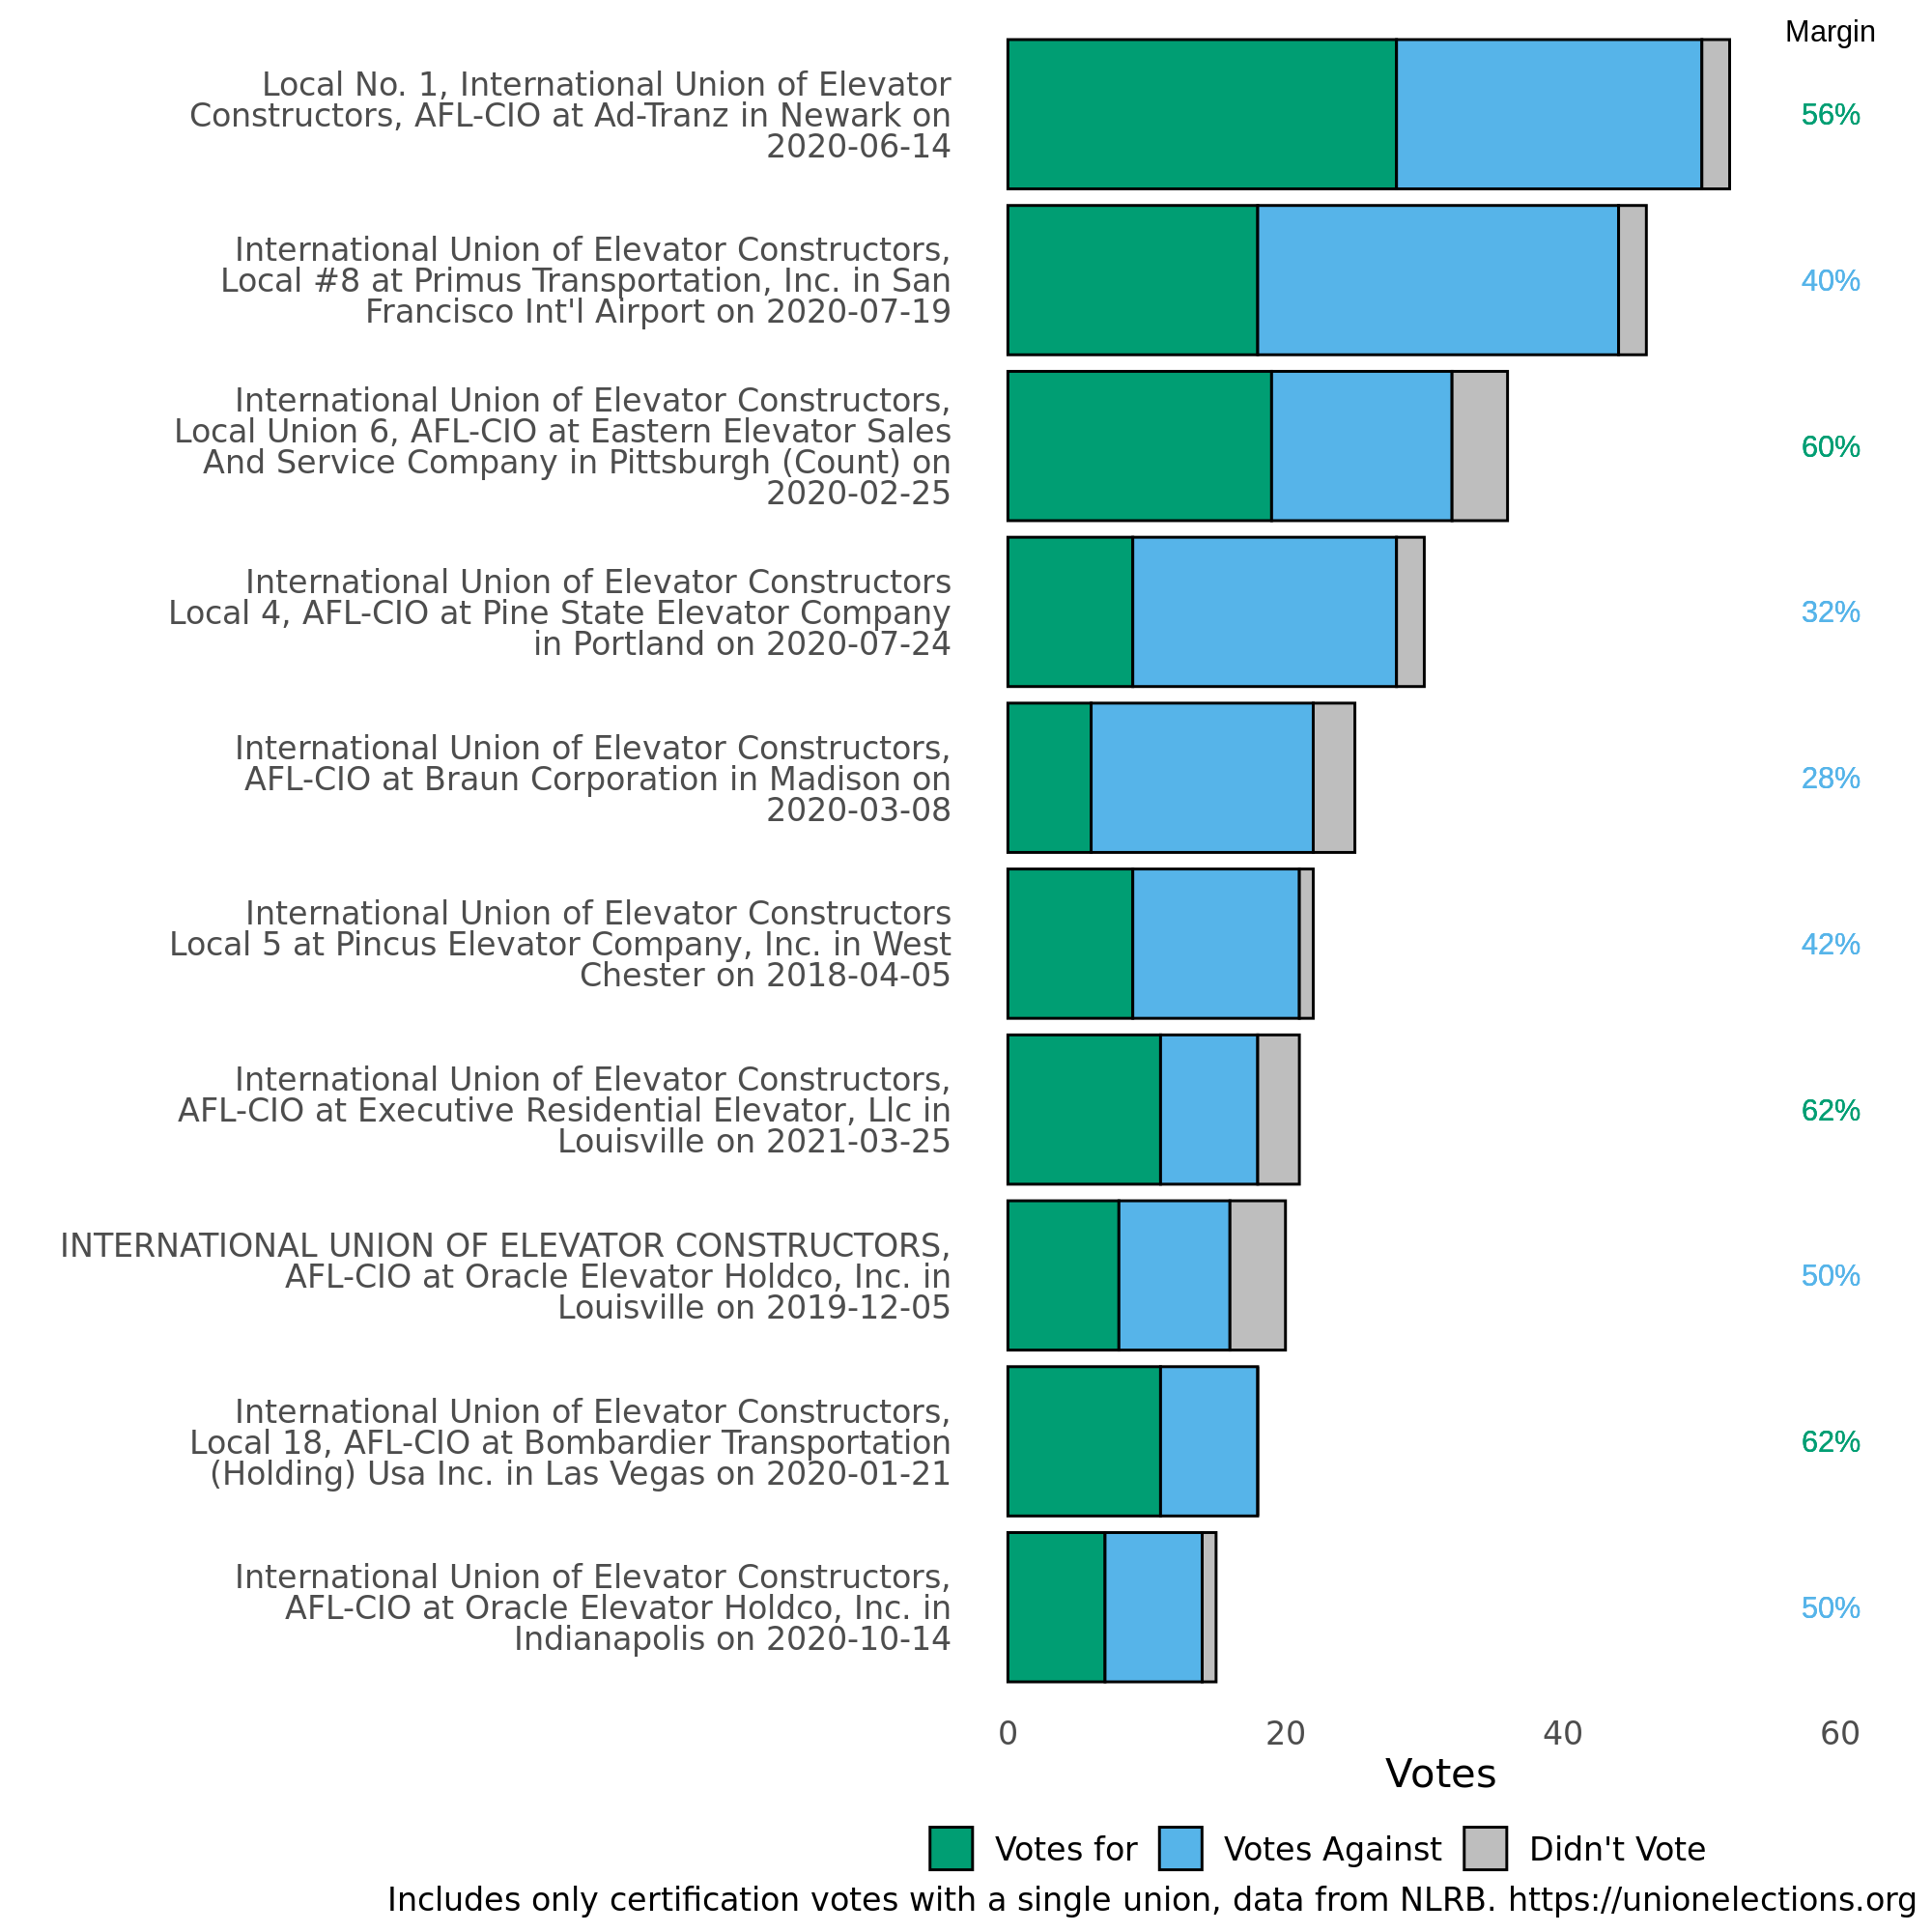 Margin
Local No. 1, International Union of Elevator
Constructors, AFL-CIO at Ad-Tranz in Newark on
2020-06-14
56%
International Union of Elevator Constructors,
Local #8 at Primus Transportation, Inc. in San
Francisco Int'l Airport on 2020-07-19
40%
International Union of Elevator Constructors,
Local Union 6, AFL-CIO at Eastern Elevator Sales
And Service Company in Pittsburgh (Count) on
2020-02-25
60%
International Union of Elevator Constructors
Local 4, AFL-CIO at Pine State Elevator Company
in Portland on 2020-07-24
32%
International Union of Elevator Constructors,
AFL-CIO at Braun Corporation in Madison on
2020-03-08
28%
International Union of Elevator Constructors
Local 5 at Pincus Elevator Company, Inc. in West
Chester on 2018-04-05
42%
International Union of Elevator Constructors,
AFL-CIO at Executive Residential Elevator, Llc in
Louisville on 2021-03-25
62%
INTERNATIONAL UNION OF ELEVATOR CONSTRUCTORS,
AFL-CIO at Oracle Elevator Holdco, Inc. in
Louisville on 2019-12-05
50%
International Union of Elevator Constructors,
Local 18, AFL-CIO at Bombardier Transportation
(Holding) Usa Inc. in Las Vegas on 2020-01-21
62%
International Union of Elevator Constructors,
AFL-CIO at Oracle Elevator Holdco, Inc. in
Indianapolis on 2020-10-14
50%
0 20 40 60
Votes
Votes for Votes Against Didn't Vote
Includes only certification votes with a single union, data from NLRB. https://unionelections.org